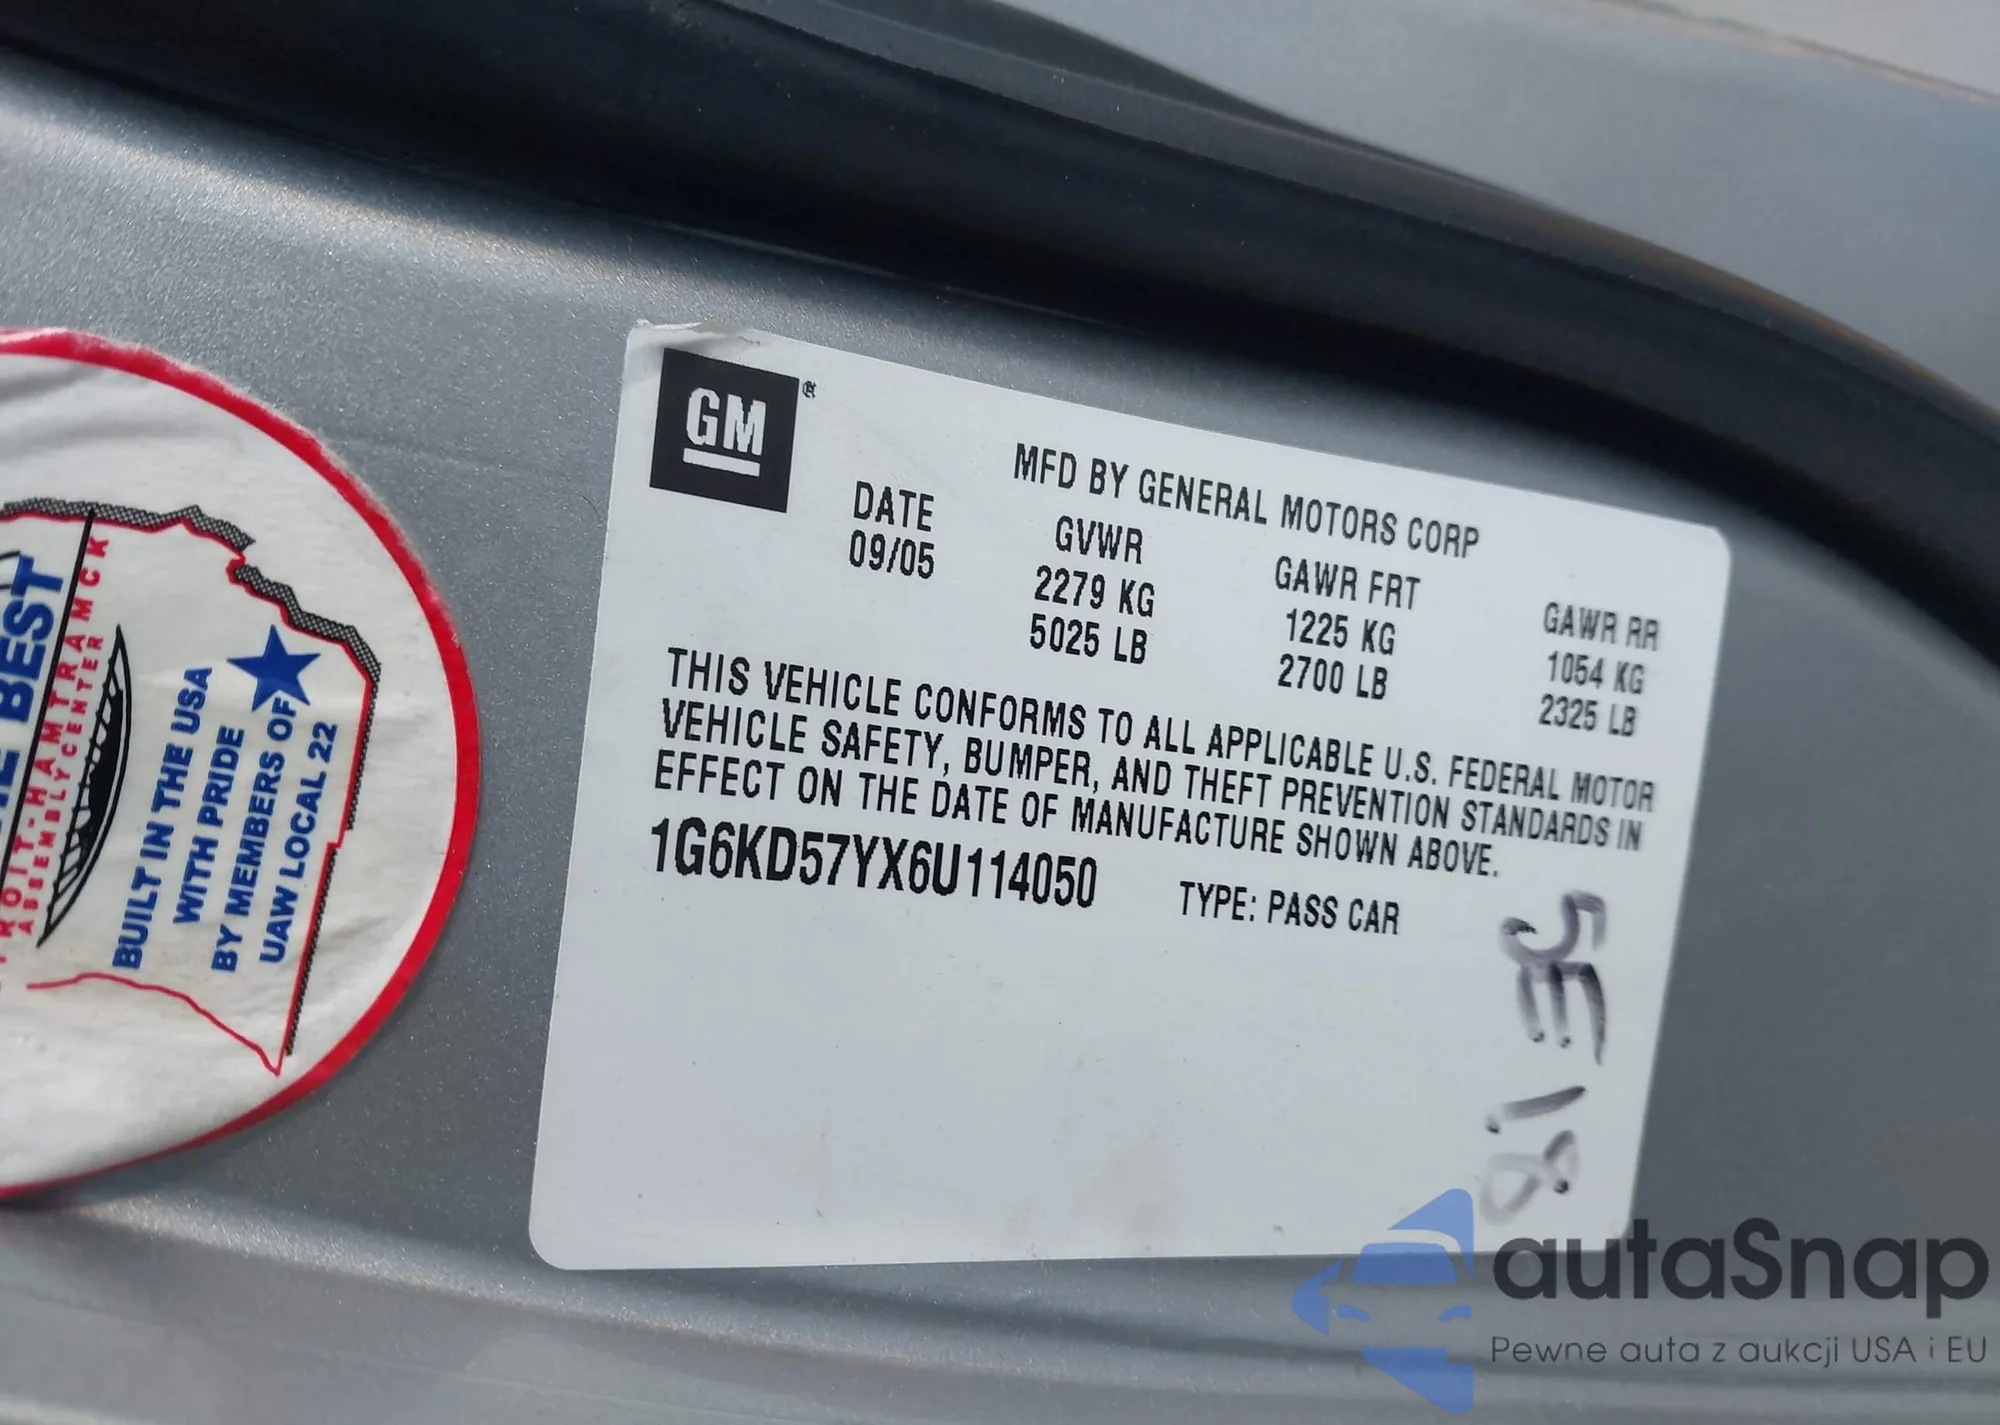 GM
®
MFD BY GENERAL MOTORS CORP
DATE GVWR GAWR FRT GAWR RR
09/05 2279 KG 1225 KG 1054 KG
5025 LB 2700 LB 2325 LB
THIS VEHICLE CONFORMS TO ALL APPLICABLE U.S. FEDERAL MOTOR
VEHICLE SAFETY, BUMPER, AND THEFT PREVENTION STANDARDS IN
EFFECT ON THE DATE OF MANUFACTURE SHOWN ABOVE.
1G6KD57YX6U114050 TYPE: PASS CAR
BEST
HAMTRAMCK
ASSEMBLY CENTER
BUILT IN THE USA
WITH PRIDE
BY MEMBERS OF
UAW LOCAL 22
autaSnap
Pewne auta z aukcji USA i EU